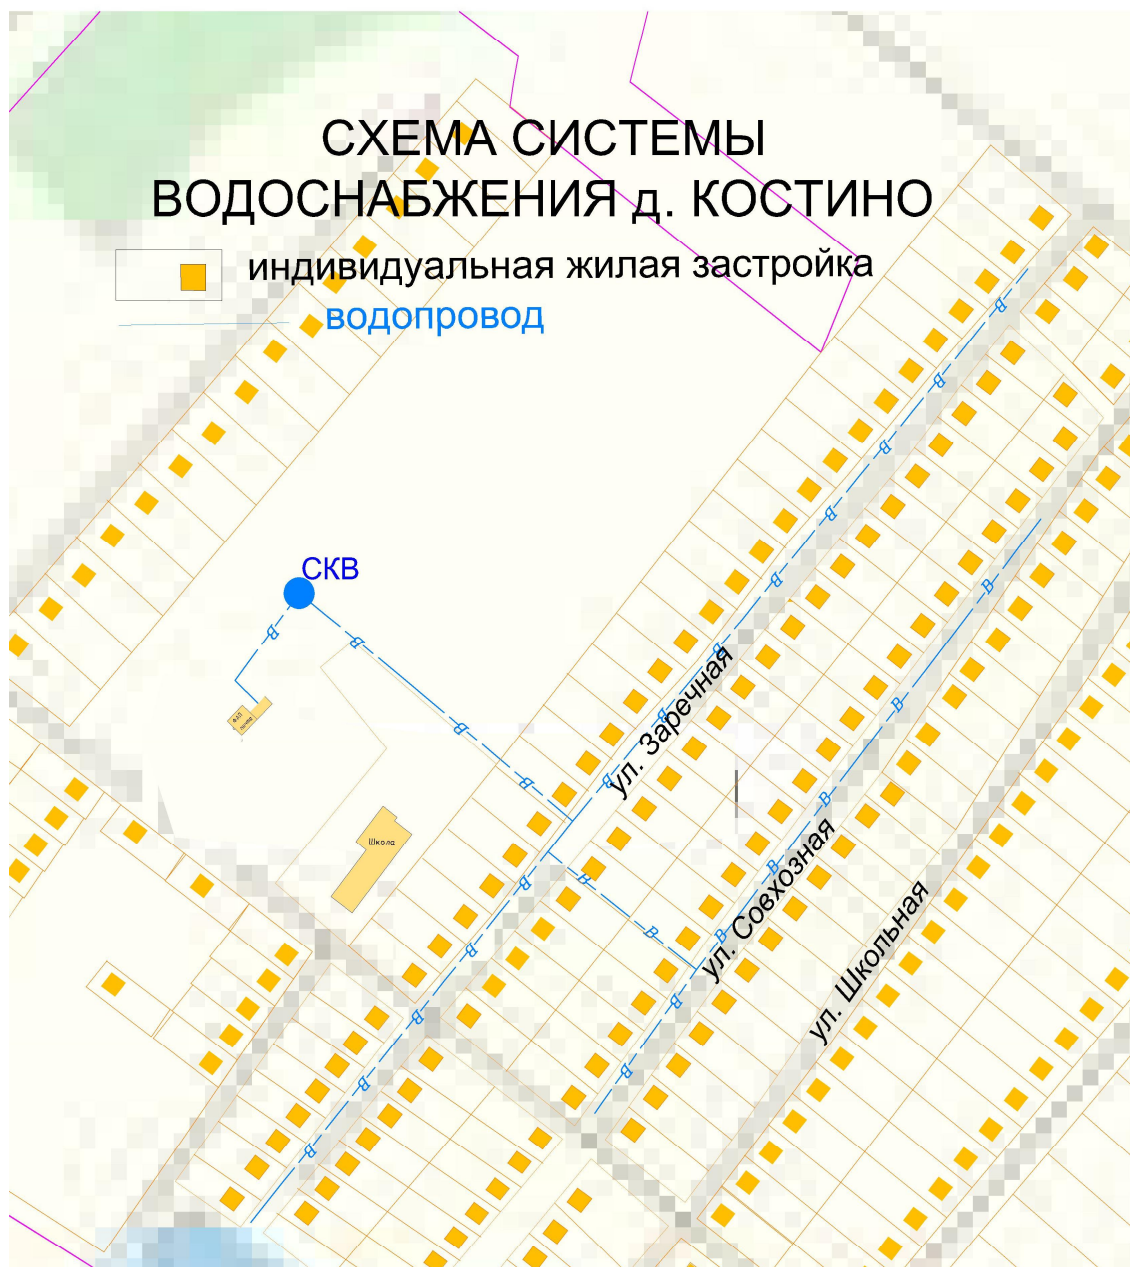 СХЕМА СИСТЕМЫ
ВОДОСНАБЖЕНИЯ д. КОСТИНО
индивидуальная жилая застройка
водопровод
В
В
В
В
В
СКВ
В
В
В
В
В
ул. Заречная
В
В
В
В
В
Школа
В
ул. Совхозная
В
В
В
В
ул. Школьная
В
В
В
В
В
В
В